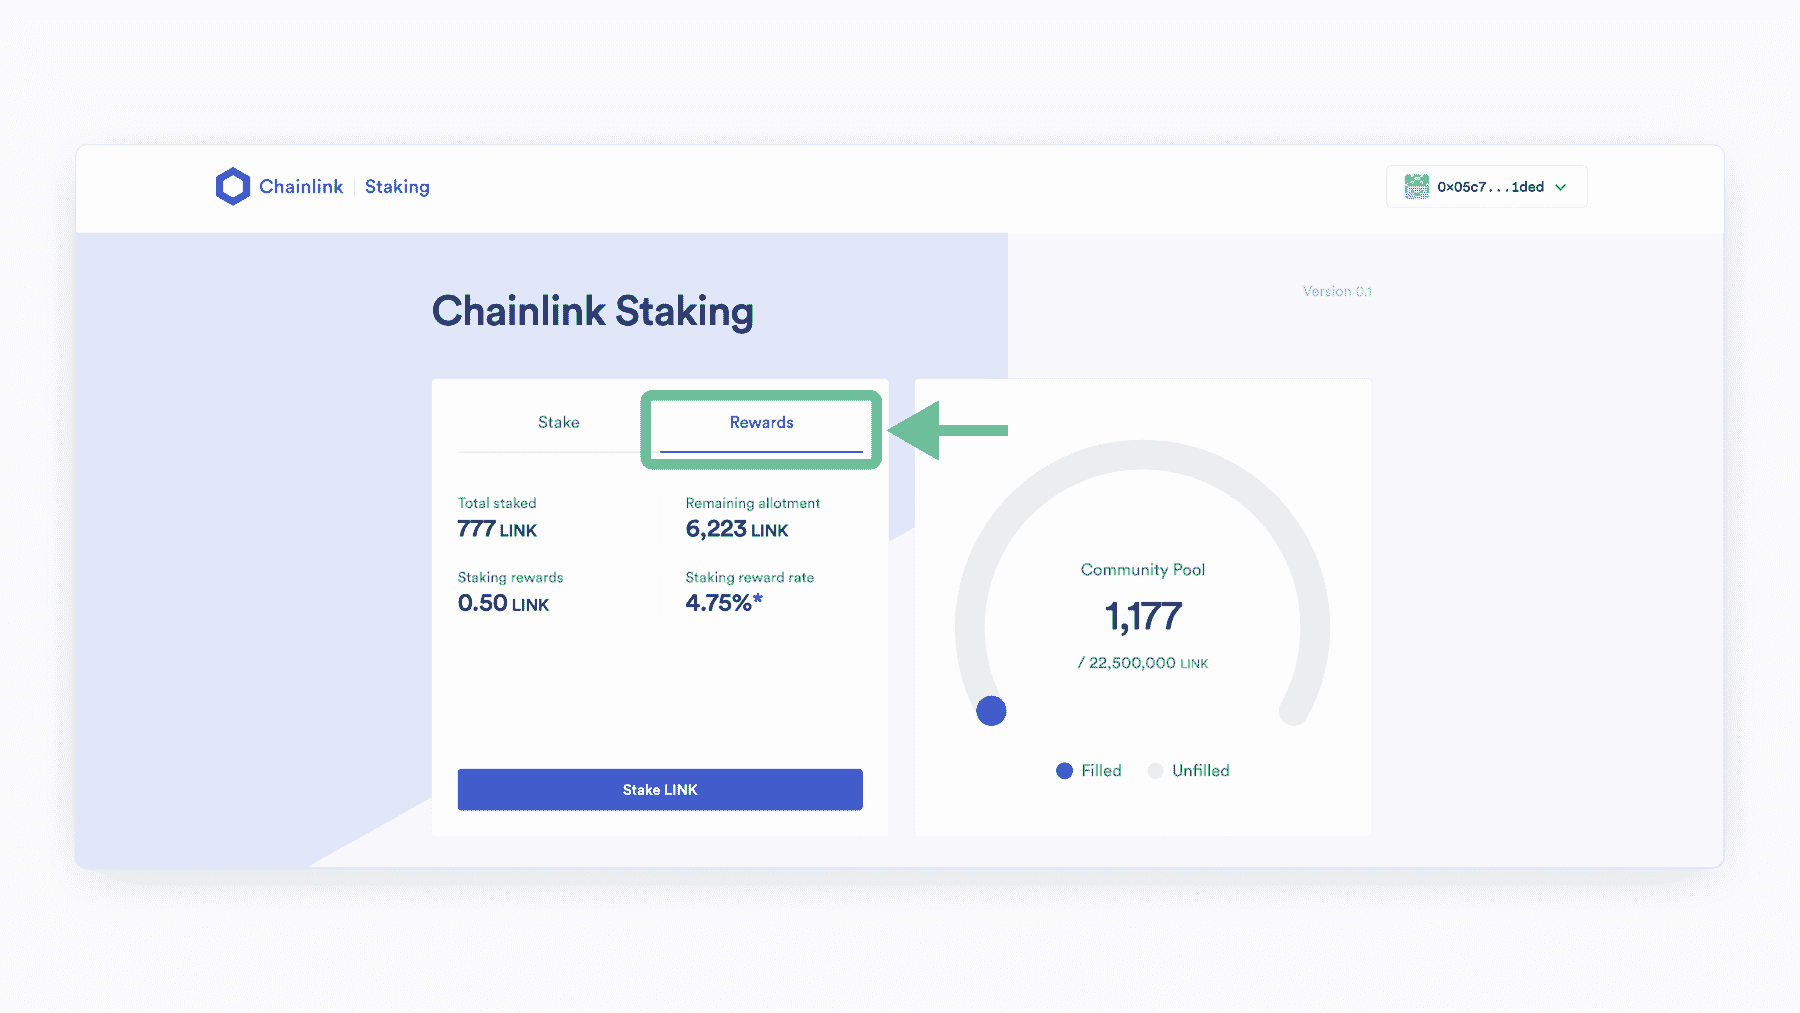 Chainlink | Staking
0x05c7...1ded
Chainlink Staking
Version 0.1
Stake
Rewards
Total staked
777 LINK
Remaining allotment
6,223 LINK
Staking rewards
0.50 LINK
Staking reward rate
4.75%*
Stake LINK
Community Pool
1,177
/ 22,500,000 LINK
Filled
Unfilled